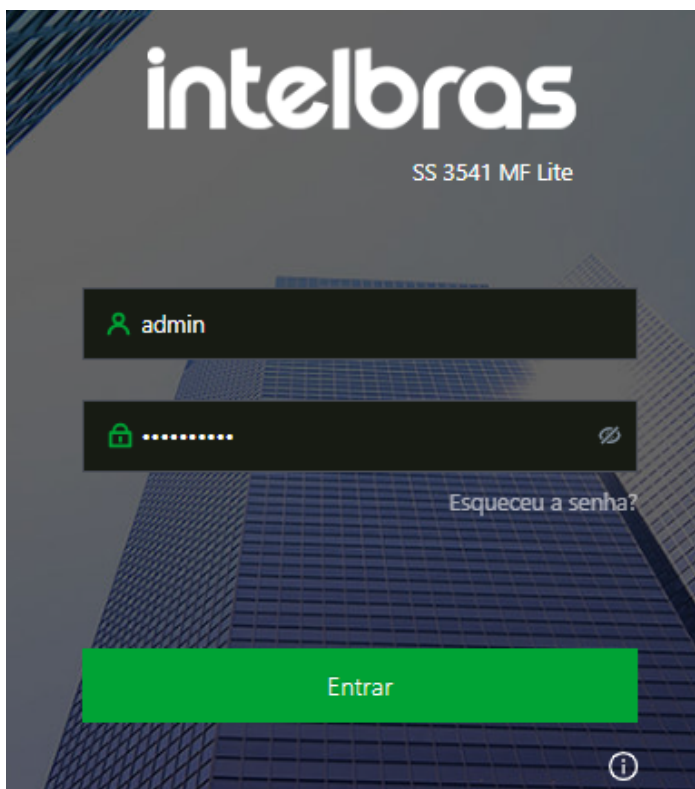 intelbras
SS 3541 MF Lite
admin
••••••••••
Esqueceu a senha?
Entrar